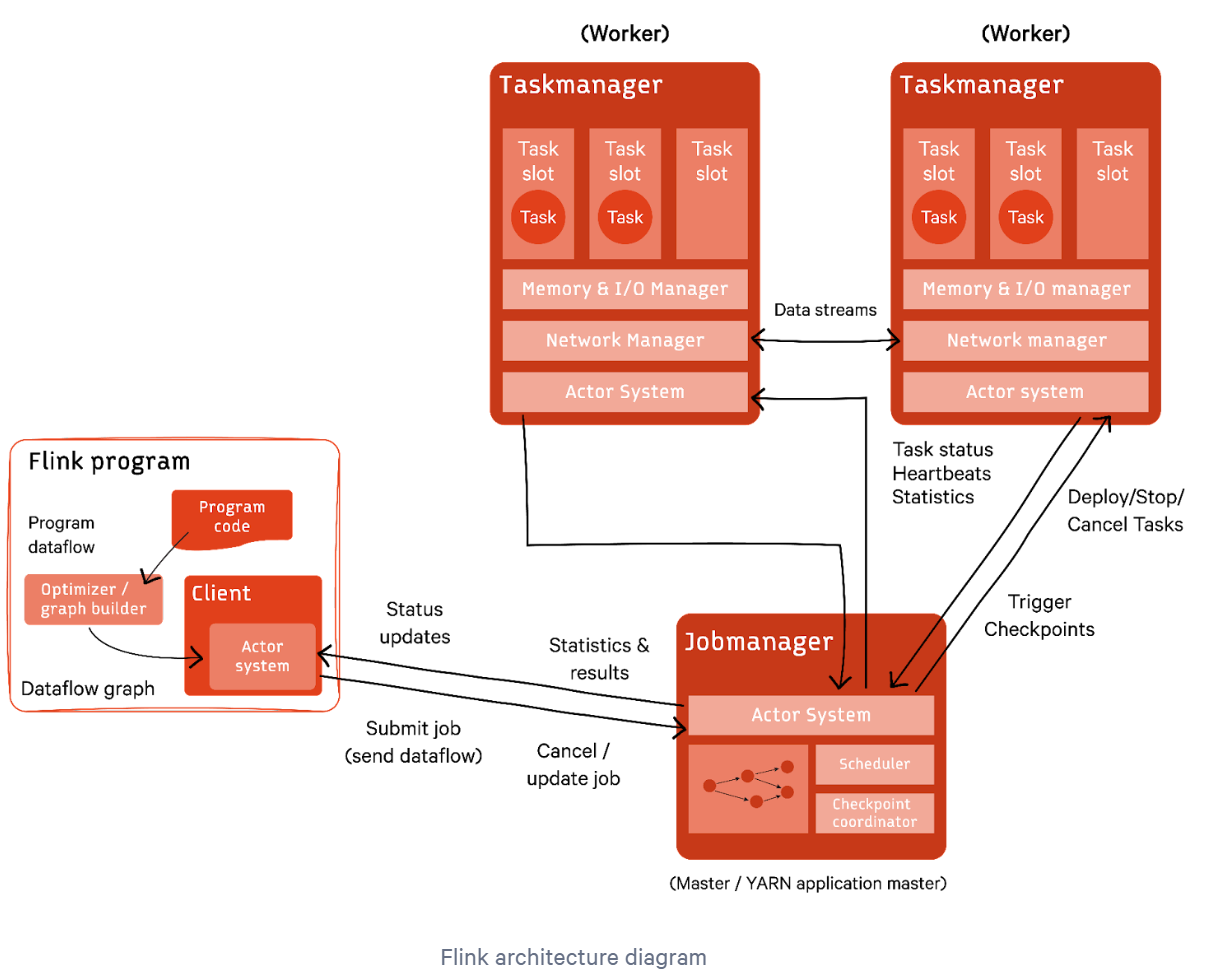 (Worker)
(Worker)
Taskmanager
Task
slot
Task
Task
slot
Task
Task
slot
Memory & I/O Manager
Network Manager
Actor System
Taskmanager
Task
slot
Task
Task
slot
Task
Task
slot
Memory & I/O manager
Network manager
Actor system
Data streams
Task status
Heartbeats
Statistics
Deploy/Stop/
Cancel Tasks
Trigger
Checkpoints
Flink program
Program
code
Program
dataflow
Optimizer /
graph builder
Client
Actor
system
Dataflow graph
Status
updates
Statistics &
results
Submit job
(send dataflow)
Cancel /
update job
Jobmanager
Actor System
Scheduler
Checkpoint
coordinator
(Master / YARN application master)
Flink architecture diagram